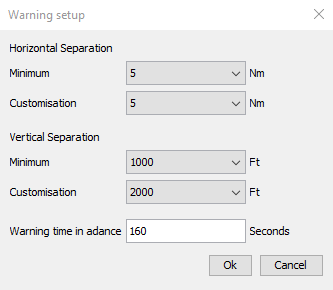 Warning setup
Horizontal Separation
Minimum 5 Nm
Customisation 5 Nm
Vertical Separation
Minimum 1000 Ft
Customisation 2000 Ft
Warning time in adance 160 Seconds
Ok Cancel